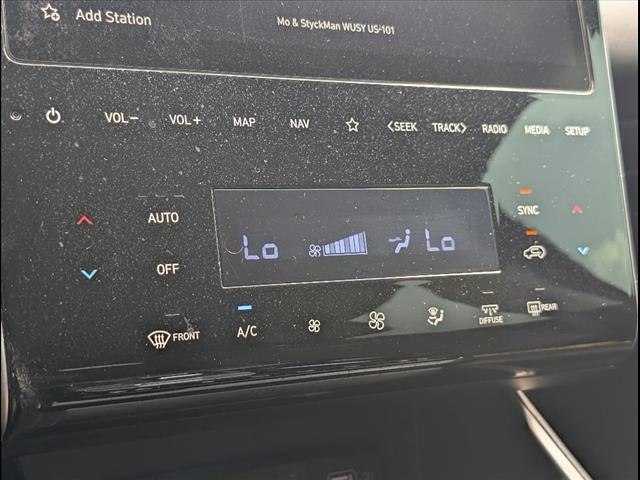 Add Station
Mo & StyckMan WUSY US-101
VOL− VOL+ MAP NAV <SEEK TRACK> RADIO MEDIA SETUP
AUTO
SYNC
Lo Lo
OFF
FRONT A/C DIFFUSE REAR